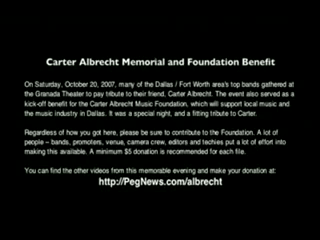 Carter Albrecht Memorial and Foundation Benefit
On Saturday, October 20, 2007, many of the Dallas / Fort Worth area's top bands gathered at
the Granada Theater to pay tribute to their friend, Carter Albrecht. The event also served as a
kick-off benefit for the Carter Albrecht Music Foundation, which will support local music and
the music industry in Dallas. It was a special night, and a fitting tribute to Carter.
Regardless of how you got here, please be sure to contribute to the Foundation. A lot of
people – bands, promoters, venue, camera crew, editors and techies put a lot of effort into
making this available. A minimum $5 donation is recommended for each file.
You can find the other videos from this memorable evening and make your donation at:
http://PegNews.com/albrecht